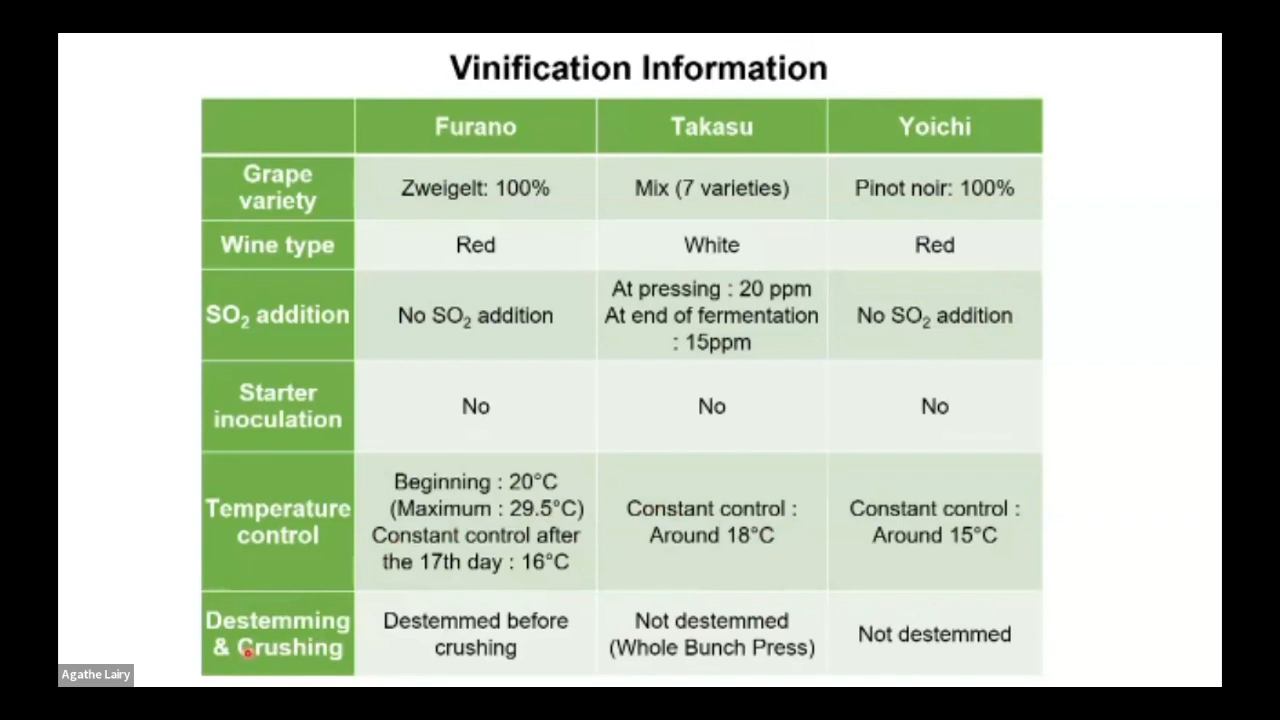 Vinification Information
Furano
Takasu
Yoichi
Grape
variety
Zweigelt: 100%
Mix (7 varieties)
Pinot noir: 100%
Wine type
Red
White
Red
SO₂ addition
No SO₂ addition
At pressing : 20 ppm
At end of fermentation
: 15ppm
No SO₂ addition
Starter
inoculation
No
No
No
Temperature
control
Beginning : 20°C
(Maximum : 29.5°C)
Constant control after
the 17th day : 16°C
Constant control :
Around 18°C
Constant control :
Around 15°C
Destemming
& Crushing
Destemmed before
crushing
Not destemmed
(Whole Bunch Press)
Not destemmed
Agathe Lairy